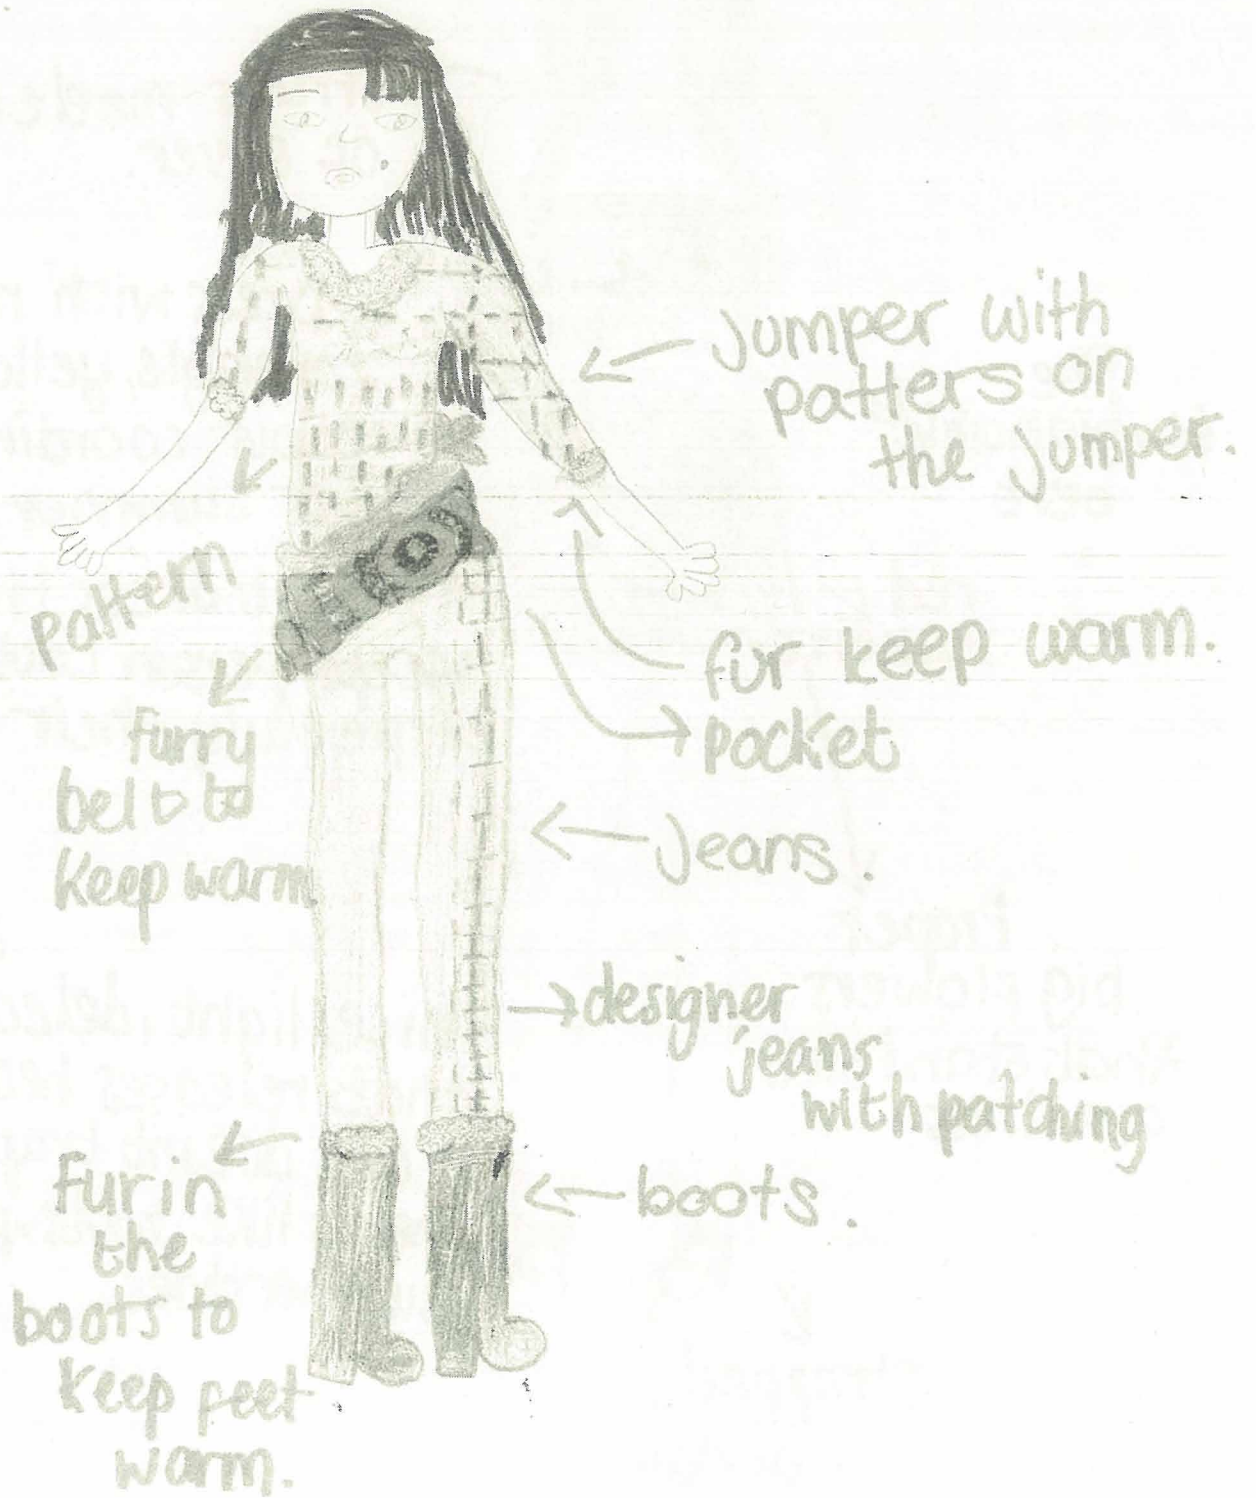 Jumper with
patters on
the Jumper.
pattern
fur keep warm.
pocket
Furry
belt to
Keep warm
Jeans.
designer
jeans
with patching
Fur in
the
boots to
Keep feet
warm.
boots.